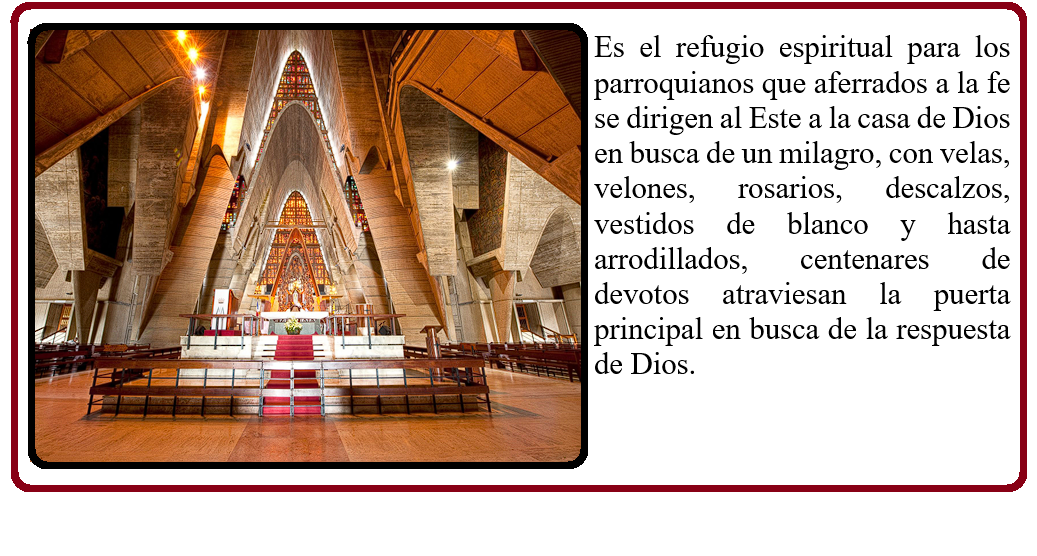 Es el refugio espiritual para los
parroquianos que aferrados a la fe
se dirigen al Este a la casa de Dios
en busca de un milagro, con velas,
velones, rosarios, descalzos,
vestidos de blanco y hasta
arrodillados, centenares de
devotos atraviesan la puerta
principal en busca de la respuesta
de Dios.